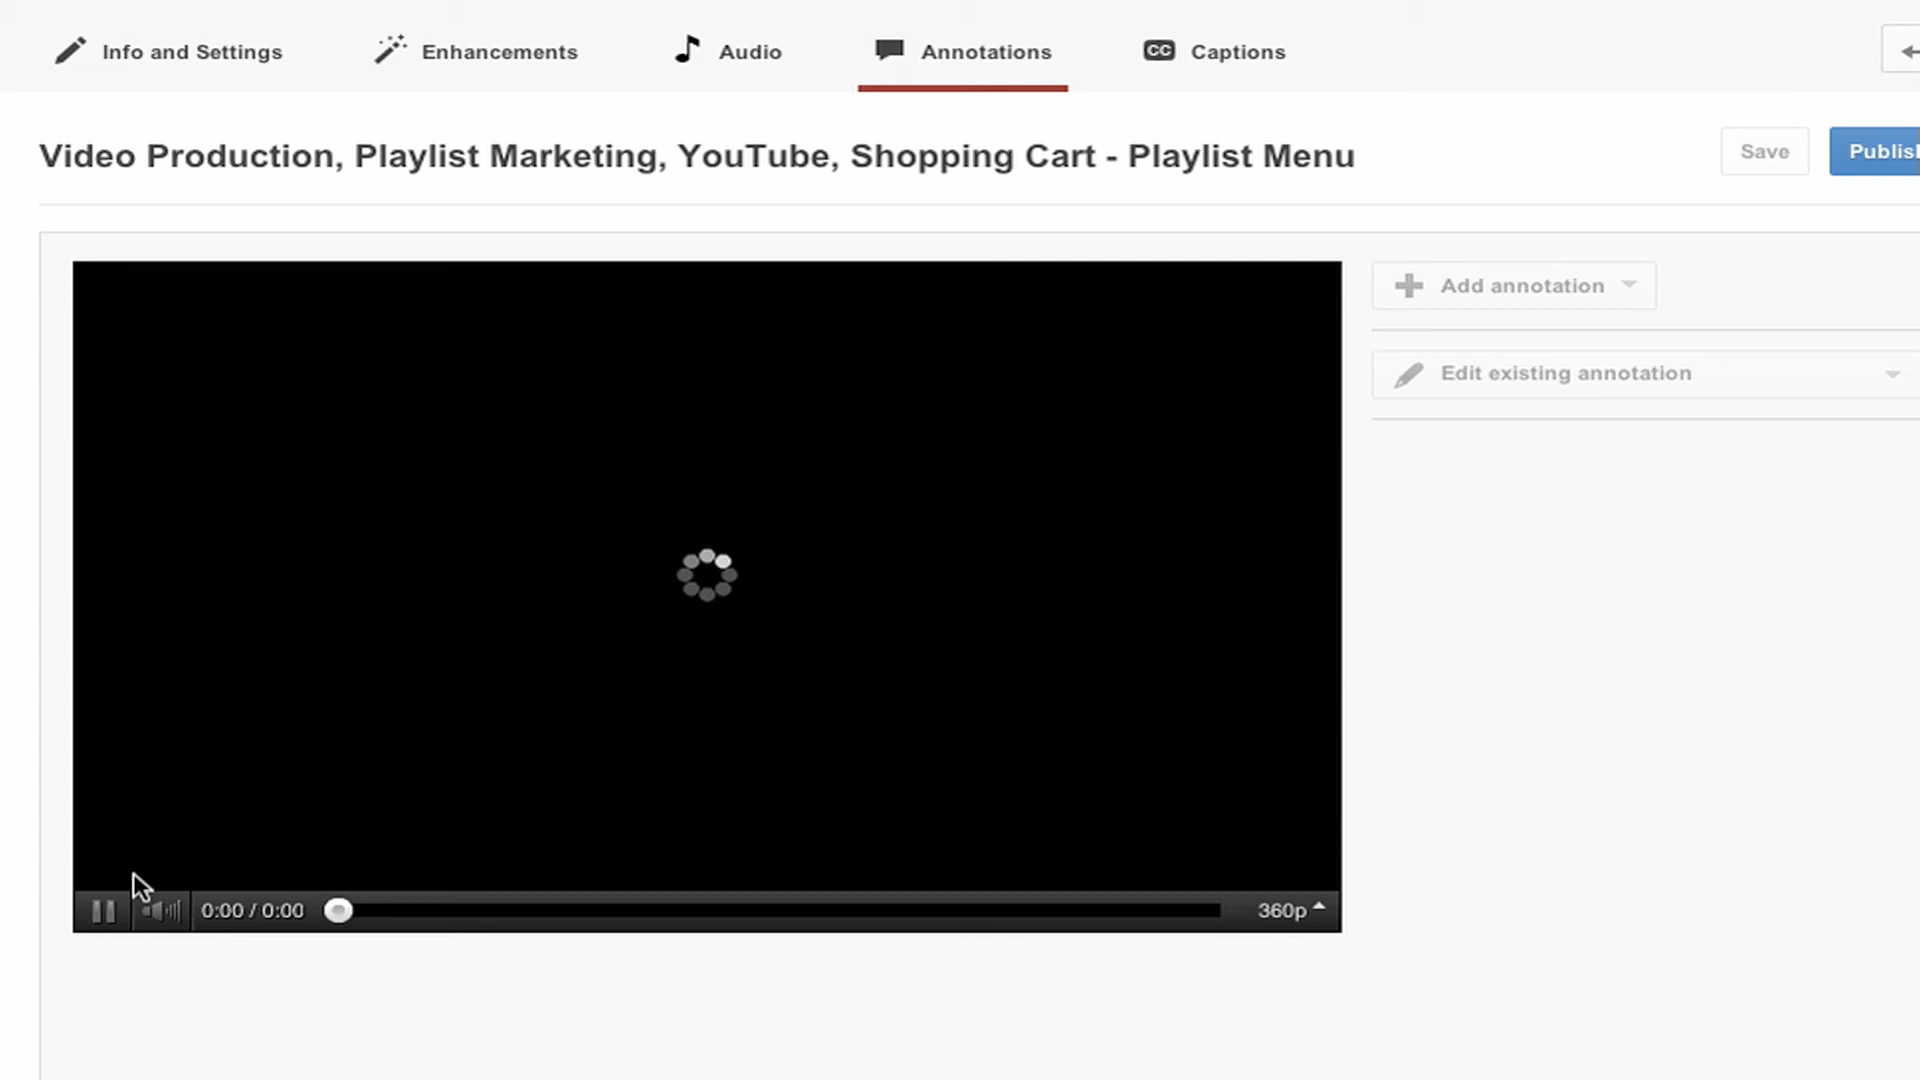 Info and Settings
Enhancements
Audio
Annotations
CC Captions
Video Production, Playlist Marketing, YouTube, Shopping Cart - Playlist Menu
Save
Publish
Add annotation
Edit existing annotation
0:00 / 0:00
360p